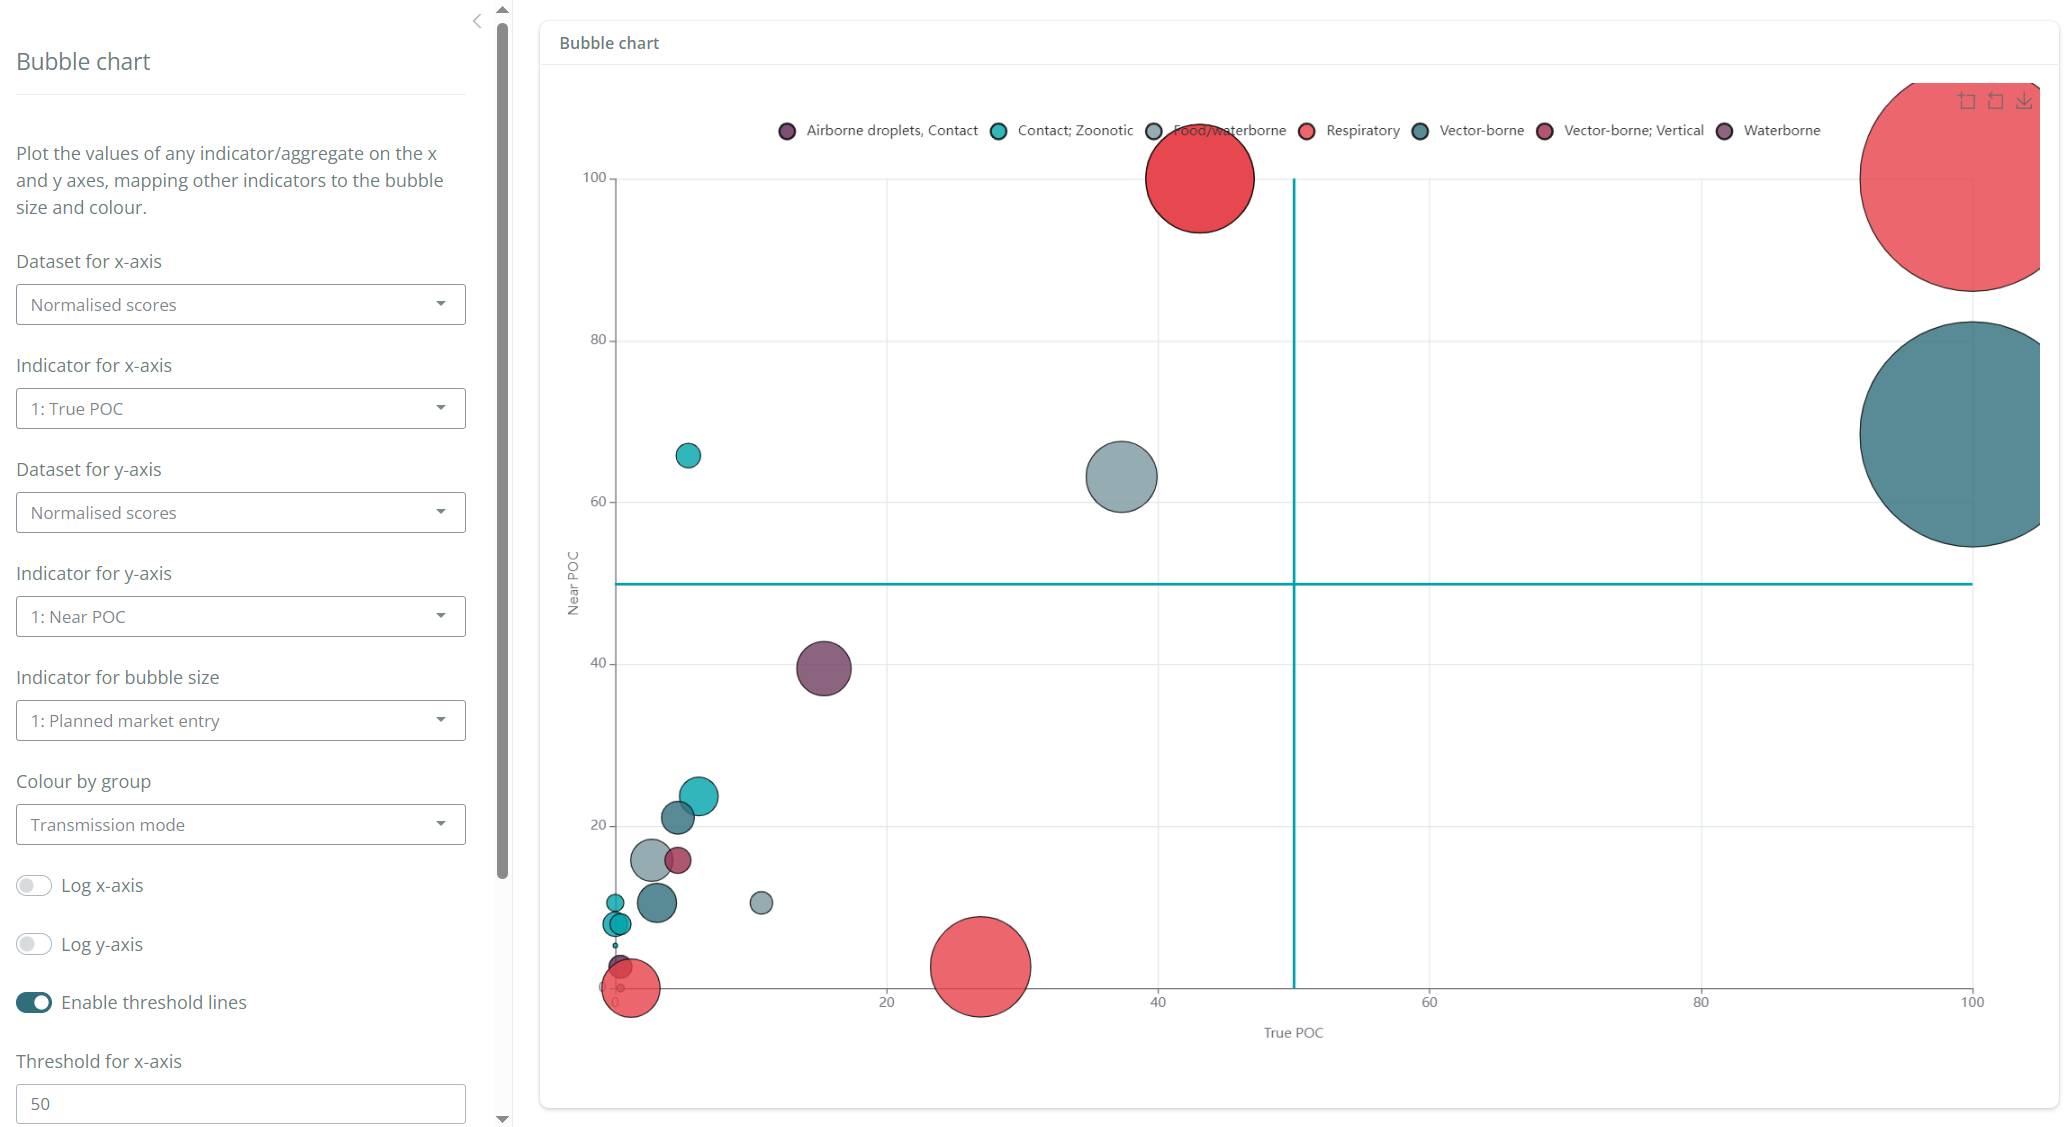 Bubble chart
Plot the values of any indicator/aggregate on the x
and y axes, mapping other indicators to the bubble
size and colour.
Dataset for x-axis
Normalised scores
Indicator for x-axis
1: True POC
Dataset for y-axis
Normalised scores
Indicator for y-axis
1: Near POC
Indicator for bubble size
1: Planned market entry
Colour by group
Transmission mode
Log x-axis
Log y-axis
Enable threshold lines
Threshold for x-axis
50
Bubble chart
Airborne droplets, Contact Contact; Zoonotic Food/waterborne Respiratory Vector-borne Vector-borne; Vertical Waterborne
100
80
60
40
20
0
Near POC
0 20 40 60 80 100
True POC